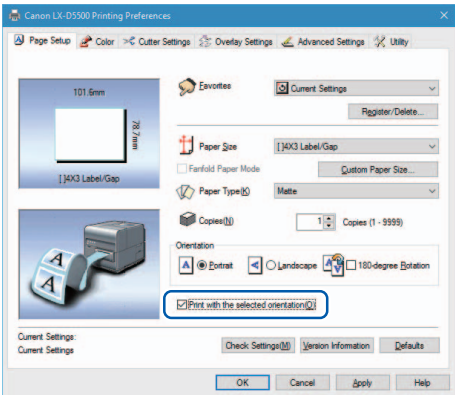 Canon LX-D5500 Printing Preferences
Page Setup Color Cutter Settings Overlay Settings Advanced Settings Utility
101.6mm
78.7mm
[ ]4X3 Label/Gap
Favorites Current Settings
Register/Delete...
Paper Size [ ]4X3 Label/Gap
Fanfold Paper Mode Custom Paper Size...
Paper Type(K) Matte
Copies(N) 1 Copies (1 - 9999)
Orientation
A Portrait A Landscape A 180-degree Rotation
Print with the selected orientation(O)
A
A
Current Settings:
Current Settings
Check Settings(M) Version Information Defaults
OK Cancel Apply Help